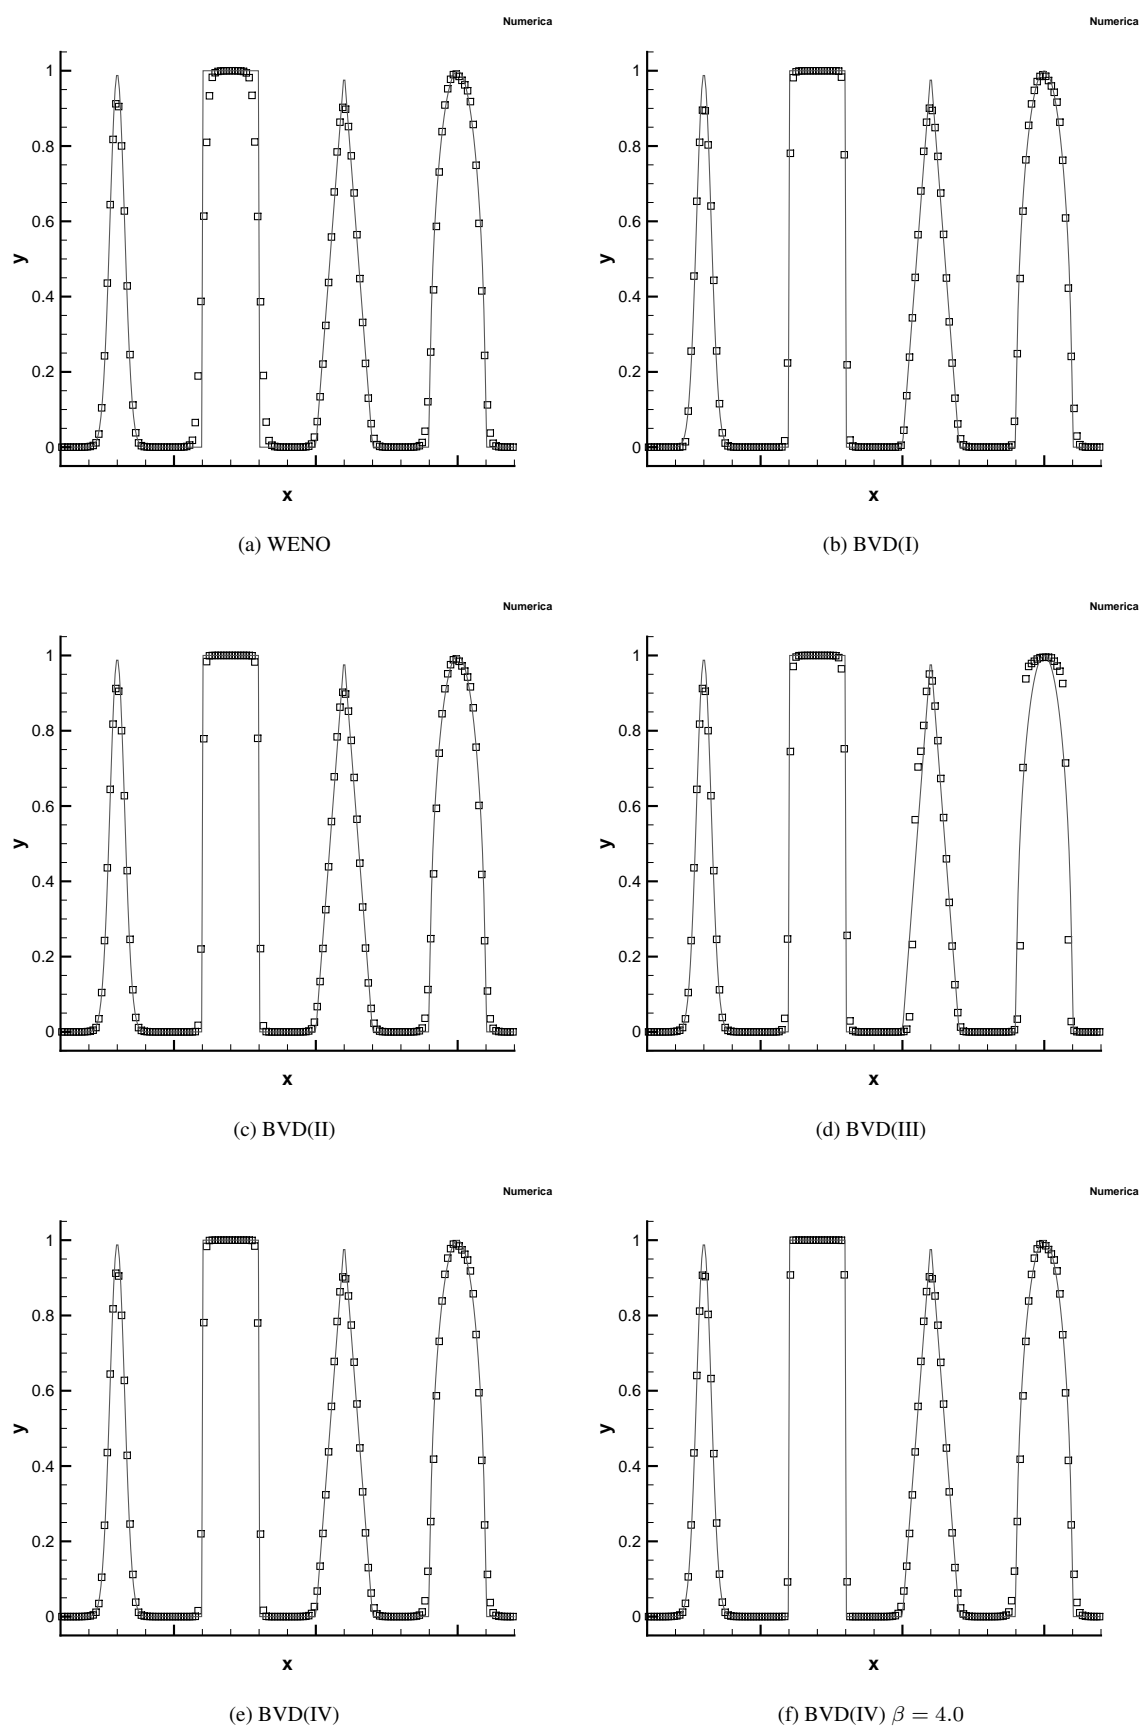 Numerica
Numerica
1
0.8
0.6
0.4
0.2
0
y
x
1
0.8
0.6
0.4
0.2
0
y
x
(a) WENO
(b) BVD(I)
Numerica
Numerica
1
0.8
0.6
0.4
0.2
0
y
x
1
0.8
0.6
0.4
0.2
0
y
x
(c) BVD(II)
(d) BVD(III)
Numerica
Numerica
1
0.8
0.6
0.4
0.2
0
y
x
1
0.8
0.6
0.4
0.2
0
y
x
(e) BVD(IV)
(f) BVD(IV) β = 4.0